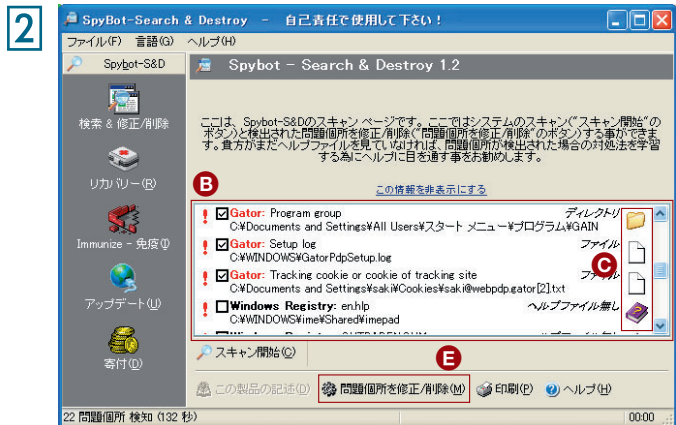 2
SpyBot-Search & Destroy － 自己責任で使用して下さい！
ファイル(F) 言語(G) ヘルプ(H)
Spybot-S&D
Spybot - Search & Destroy 1.2
検索 & 修正/削除
ここは、Spybot-S&Dのスキャン ページです。ここではシステムのスキャン("スキャン開始"の
ボタン)と検出された問題個所を修正/削除("問題個所を修正/削除"のボタン)する事ができま
す。貴方がまだヘルプファイルを見ていなければ、問題個所が検出された場合の対処法を学習
する為にヘルプに目を通す事をお勧めします。
リカバリー(R)
B
この情報を非表示にする
Gator: Program group ディレクトリ
C:¥Documents and Settings¥All Users¥スタート メニュー¥プログラム¥GAIN
Immunize - 免疫(I)
Gator: Setup log ファイル
C:¥WINDOWS¥GatorPdpSetup.log
C
Gator: Tracking cookie or cookie of tracking site ファイル
C:¥Documents and Settings¥saki¥Cookies¥saki@webpdp.gator[2].txt
アップデート(U)
Windows Registry: en.hlp ヘルプファイル無し
C:¥WINDOWS¥ime¥Shared¥imepad
スキャン開始(C)
E
寄付(D)
この製品の記述(O) 問題個所を修正/削除(M) 印刷(P) ヘルプ(H)
22 問題個所 検知 (132 秒) 00:00